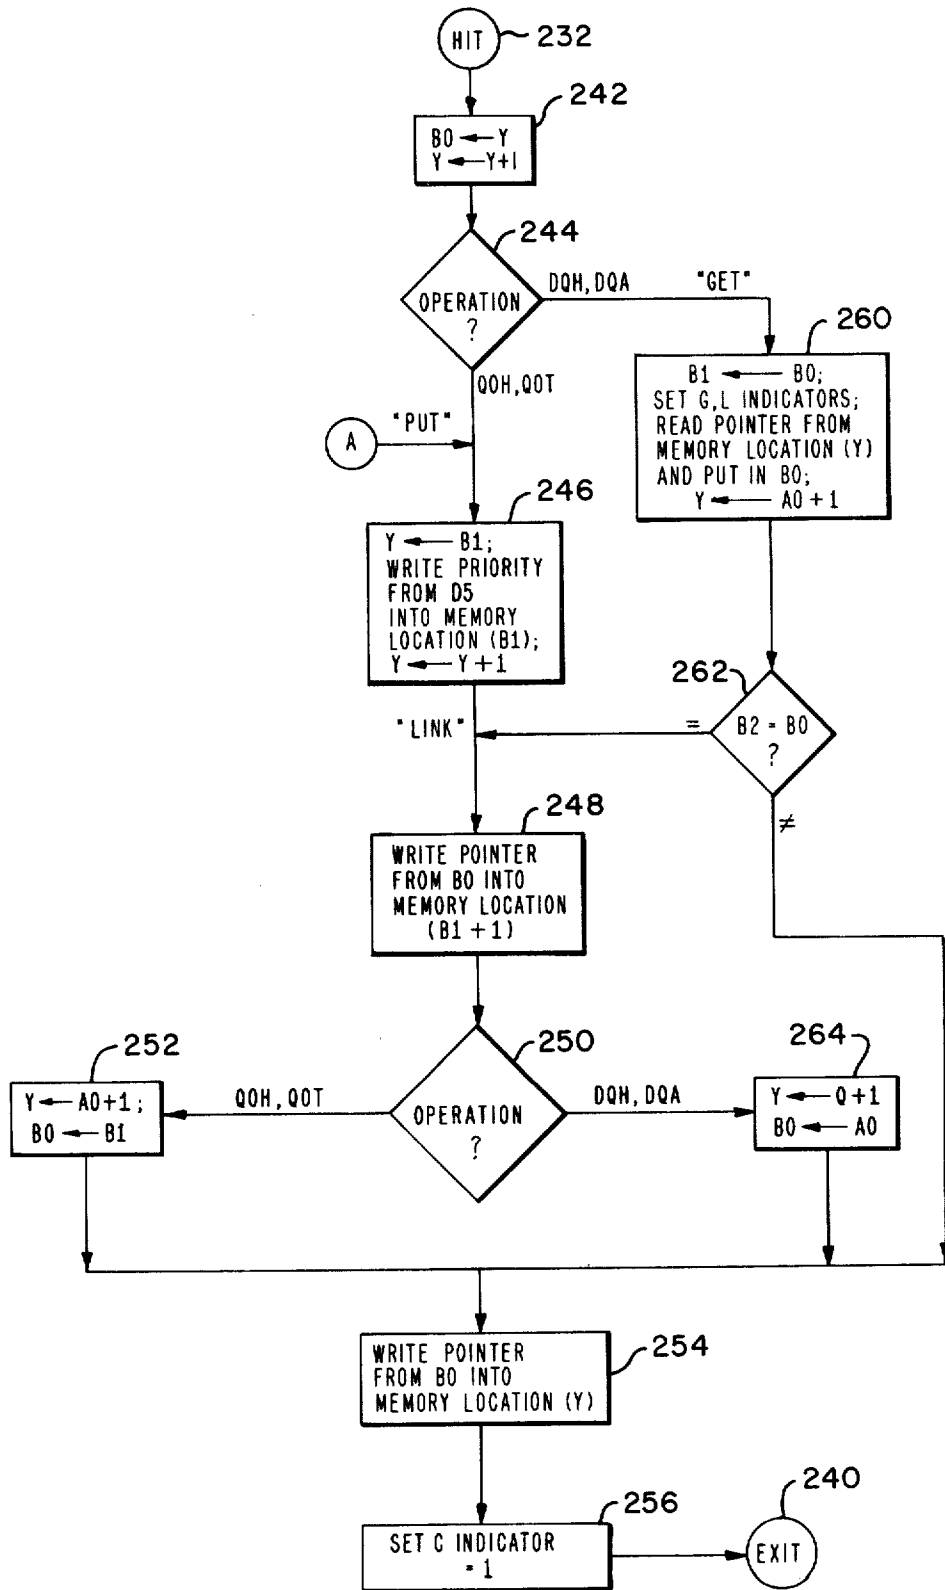 HIT
232
242
B0 ← Y
Y ← Y+1
244
OPERATION
?
DQH, DQA
"GET"
QOH, QOT
260
B1 ← B0;
SET G, L INDICATORS;
READ POINTER FROM
MEMORY LOCATION (Y)
AND PUT IN B0;
Y ← A0 + 1
A
"PUT"
246
Y ← B1;
WRITE PRIORITY
FROM D5
INTO MEMORY
LOCATION (B1);
Y ← Y + 1
262
B2 = B0
?
=
≠
"LINK"
248
WRITE POINTER
FROM B0 INTO
MEMORY LOCATION
(B1 + 1)
250
OPERATION
?
QOH, QOT
DQH, DQA
252
Y ← A0+1;
B0 ← B1
264
Y ← Q+1
B0 ← A0
254
WRITE POINTER
FROM B0 INTO
MEMORY LOCATION (Y)
256
SET C INDICATOR
= 1
240
EXIT